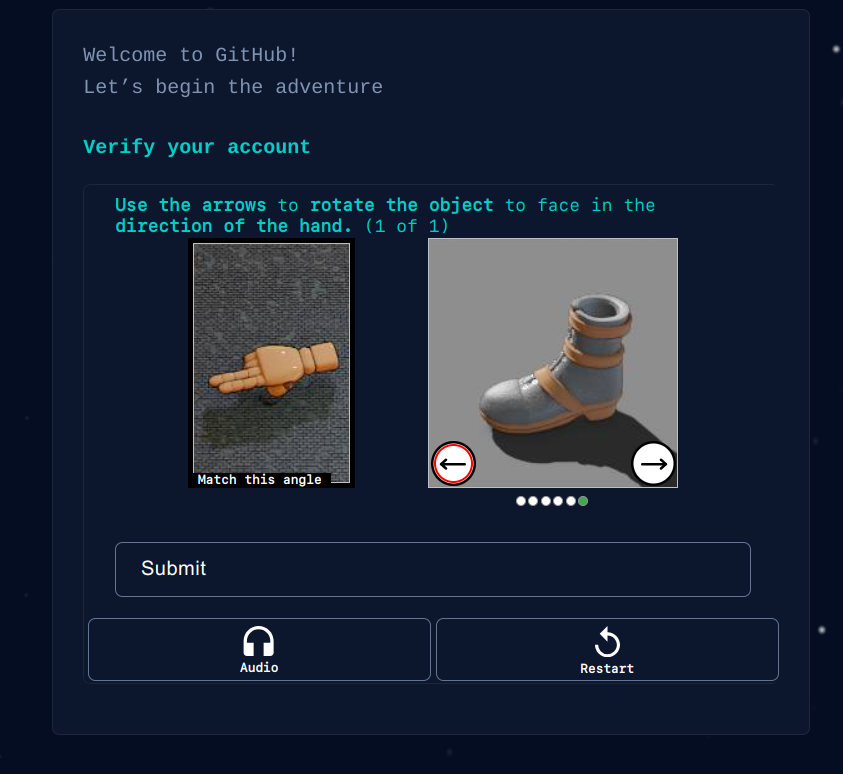 Welcome to GitHub!
Let’s begin the adventure
Verify your account
Use the arrows to rotate the object to face in the
direction of the hand. (1 of 1)
Match this angle
Submit
Audio
Restart